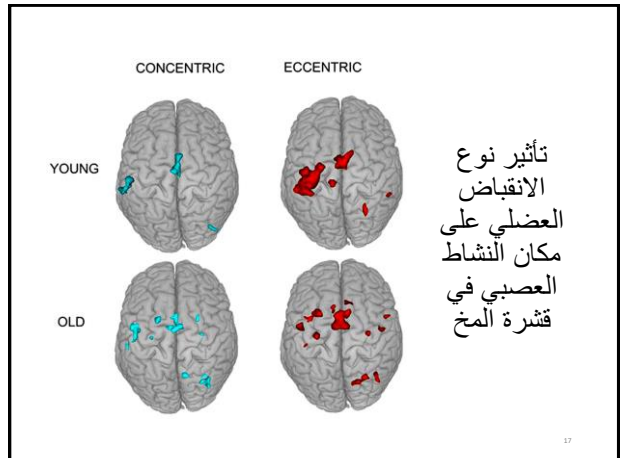 CONCENTRIC ECCENTRIC
YOUNG
OLD
تأثير نوع
الانقباض
العضلي على
مكان النشاط
العصبي في
قشرة المخ
17